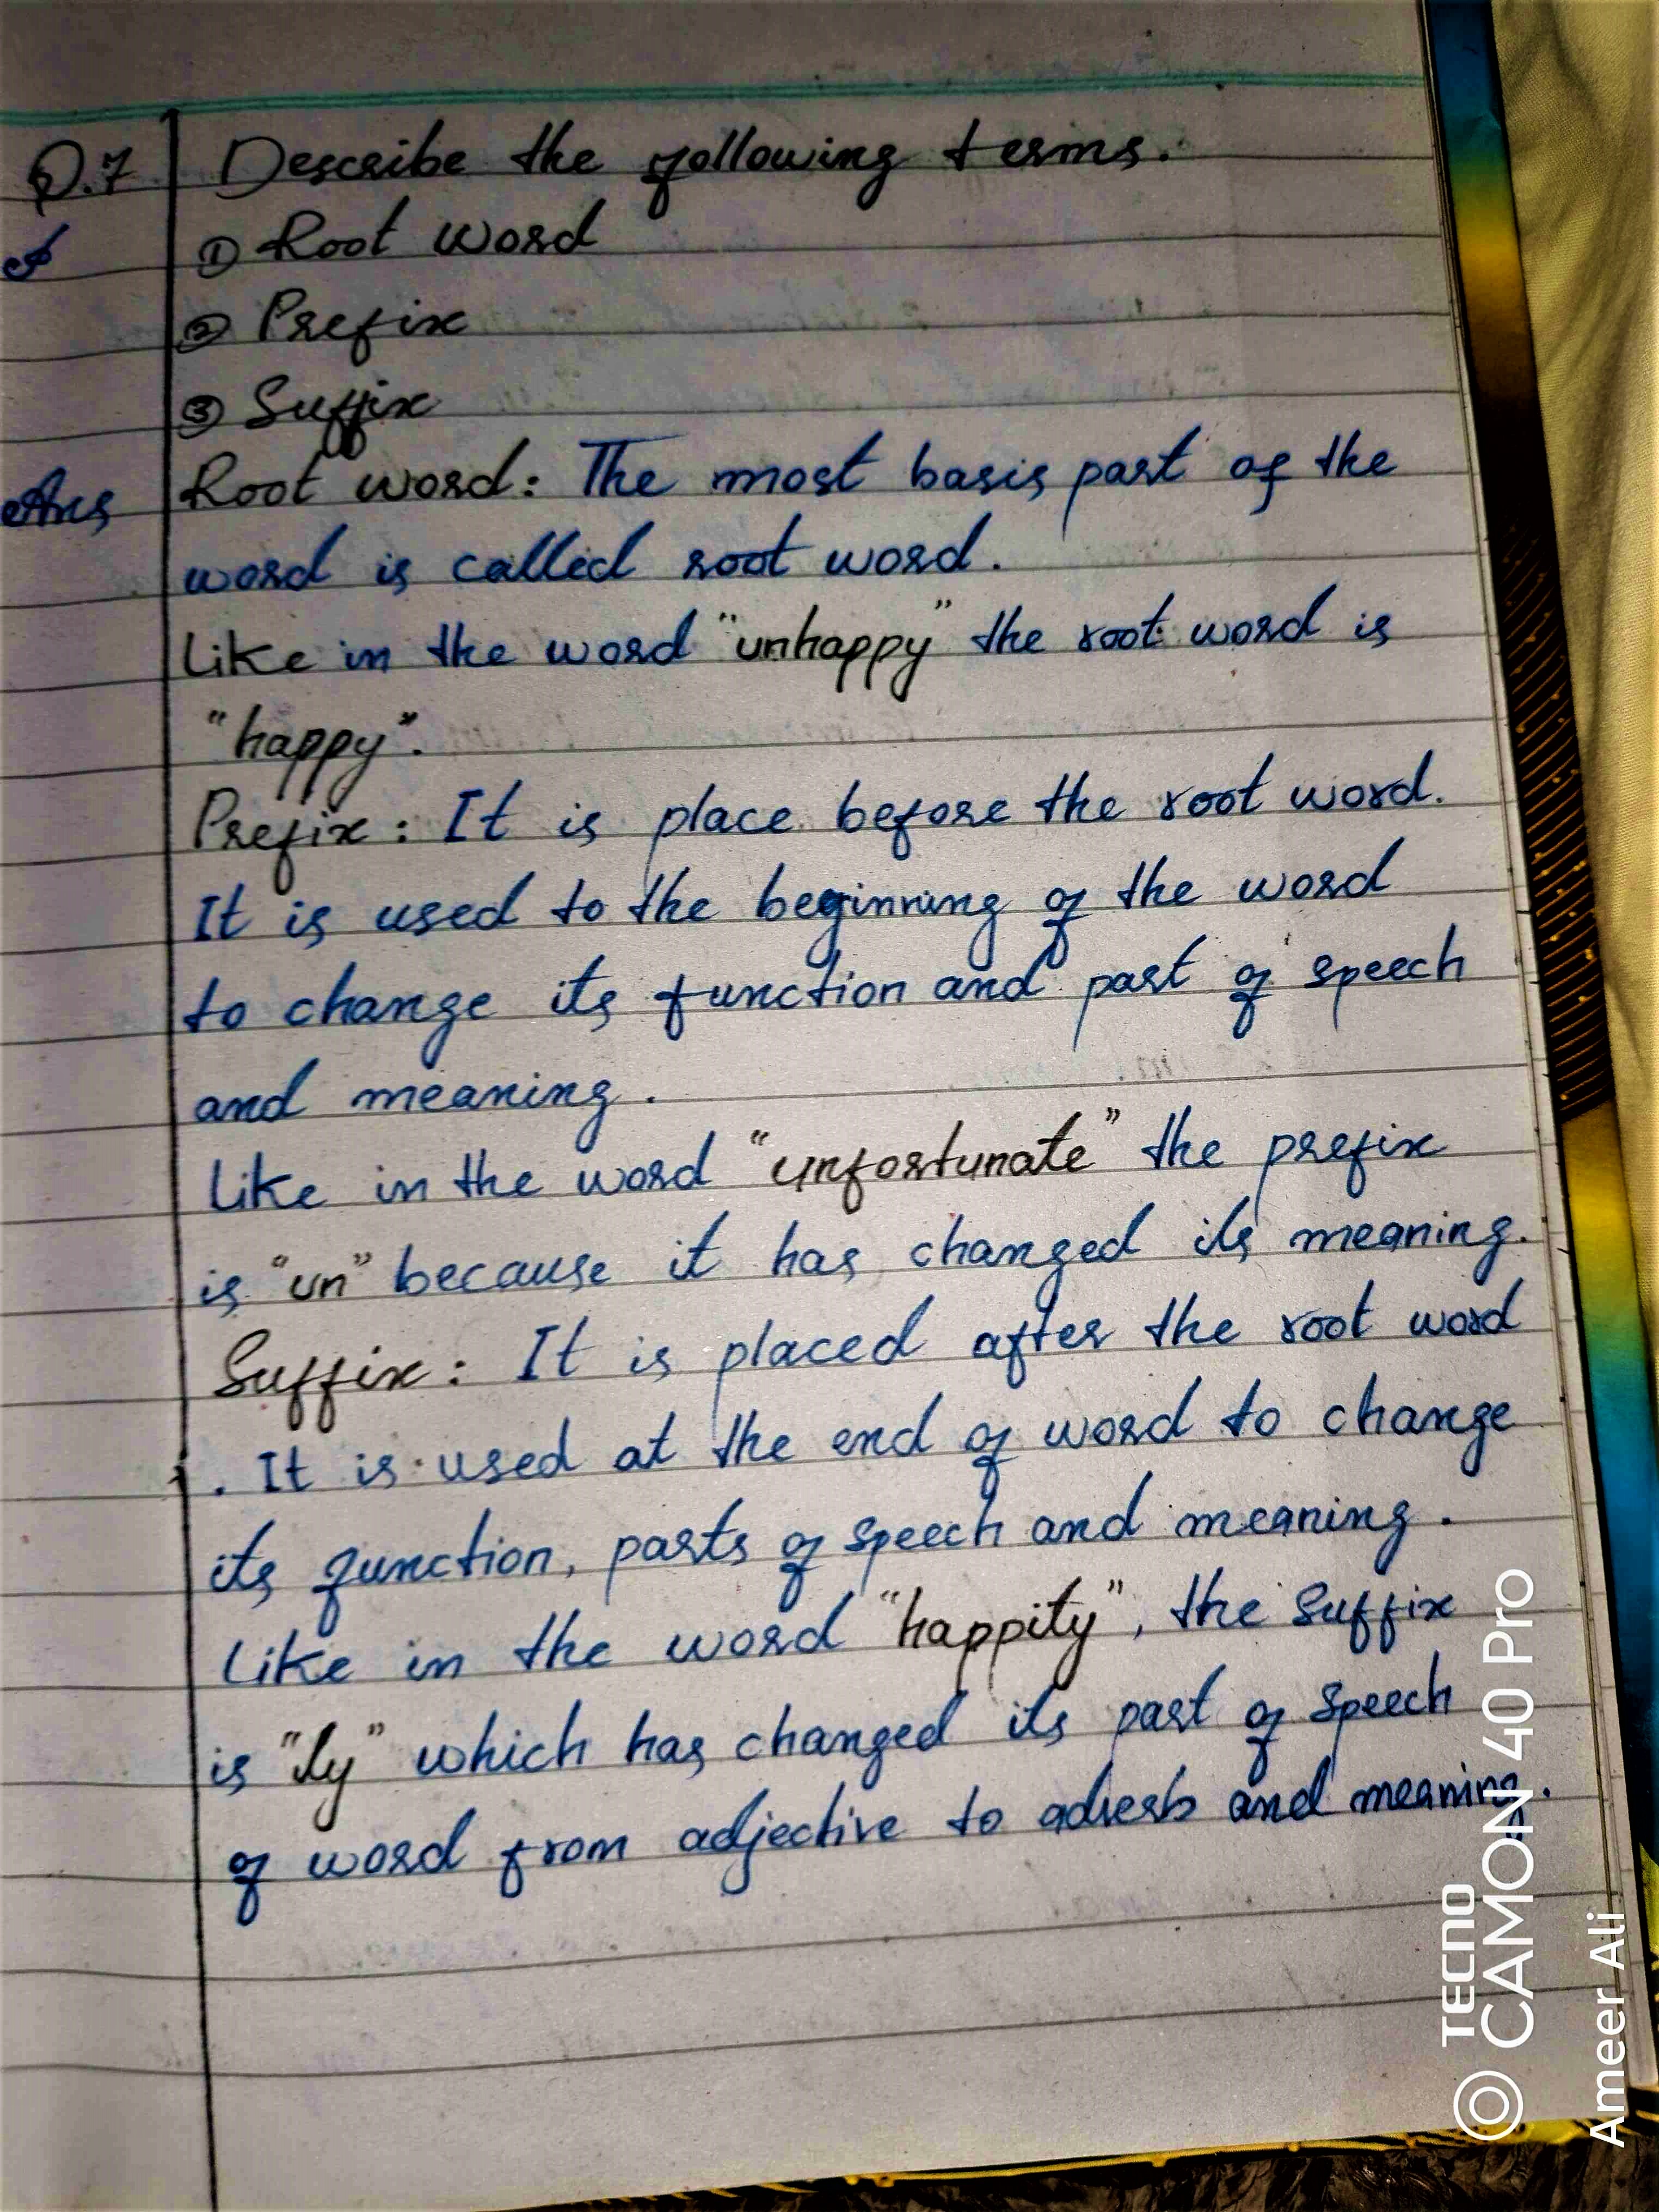 Q.7 Describe the following terms.
① Root word
② Prefix
③ Suffix
Ans Root word: The most basis part of the
word is called root word.
Like in the word "unhappy" the root word is
"happy".
Prefix: It is place before the root word.
It is used to the beginning of the word
to change its function and part of speech
and meaning.
Like in the word "unfortunate" the prefix
is "un" because it has changed its meaning.
Suffix: It is placed after the root word
. It is used at the end of word to change
its function, parts of speech and meaning.
Like in the word "happity", the suffix
is "ly" which has changed its part of speech
of word from adjective to adverb and meaning.
TECNO
CAMON 40 Pro
Ameer Ali